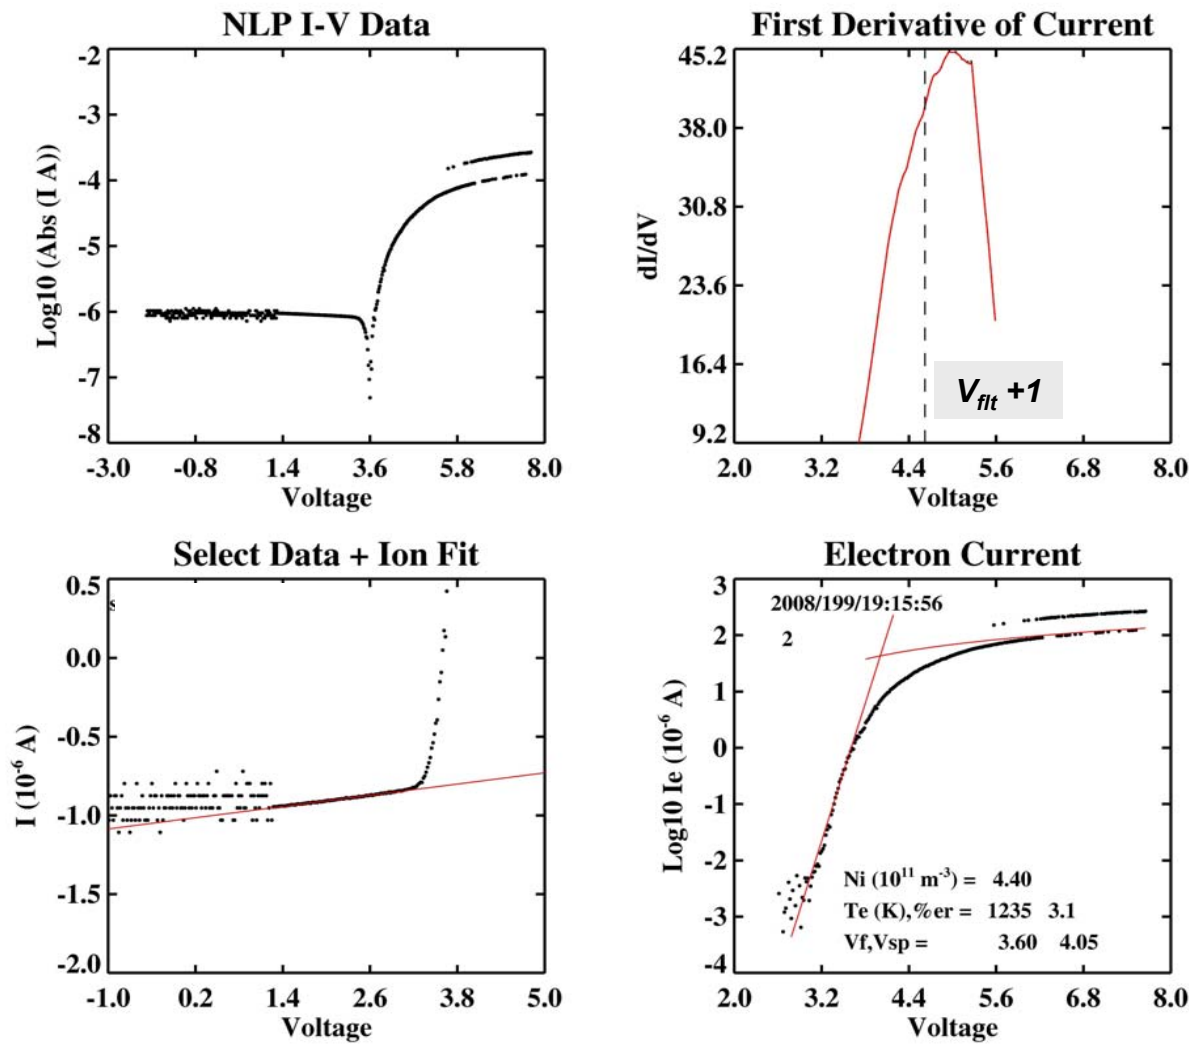 NLP I-V Data
Log10 (Abs (I A))
-2
-3
-4
-5
-6
-7
-8
-3.0 -0.8 1.4 3.6 5.8 8.0
Voltage
First Derivative of Current
dI/dV
45.2
38.0
30.8
23.6
16.4
9.2
V_flt +1
2.0 3.2 4.4 5.6 6.8 8.0
Voltage
Select Data + Ion Fit
I (10^-6 A)
0.5
0.0
-0.5
-1.0
-1.5
-2.0
-1.0 0.2 1.4 2.6 3.8 5.0
Voltage
Electron Current
Log10 Ie (10^-6 A)
3
2
1
0
-1
-2
-3
-4
2008/199/19:15:56
2
Ni (10^11 m^-3) = 4.40
Te (K),%er = 1235 3.1
Vf,Vsp = 3.60 4.05
2.0 3.2 4.4 5.6 6.8 8.0
Voltage